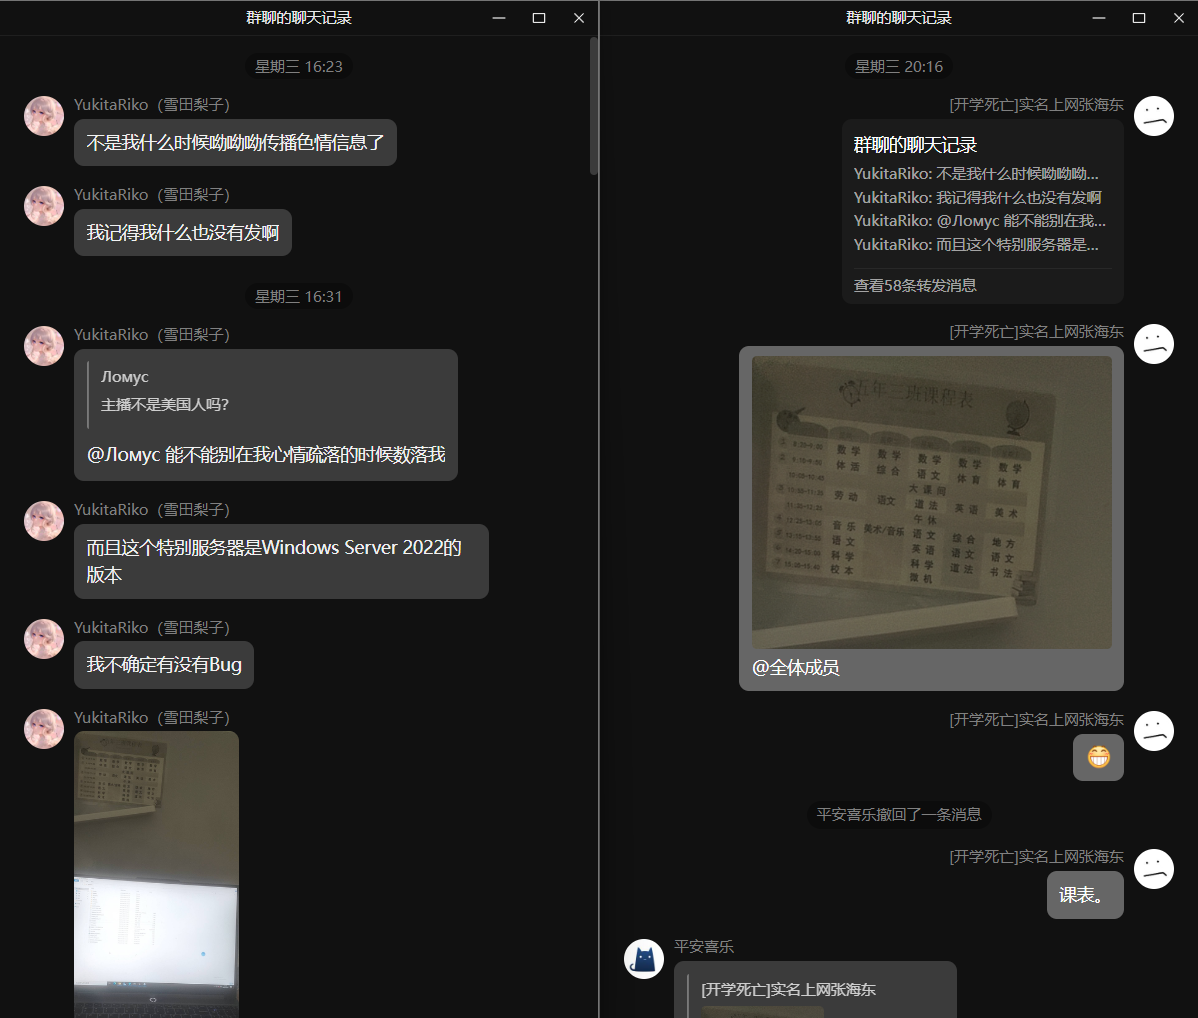 群聊的聊天记录
星期三 16:23
YukitaRiko（雪田梨子）
不是我什么时候呦呦呦传播色情信息了
YukitaRiko（雪田梨子）
我记得我什么也没有发啊
星期三 16:31
YukitaRiko（雪田梨子）
Ломус
主播不是美国人吗?
@Ломус 能不能别在我心情疏落的时候数落我
YukitaRiko（雪田梨子）
而且这个特别服务器是Windows Server 2022的
版本
YukitaRiko（雪田梨子）
我不确定有没有Bug
YukitaRiko（雪田梨子）
群聊的聊天记录
星期三 20:16
[开学死亡]实名上网张海东
群聊的聊天记录
YukitaRiko: 不是我什么时候呦呦呦...
YukitaRiko: 我记得我什么也没有发啊
YukitaRiko: @Ломус 能不能别在我...
YukitaRiko: 而且这个特别服务器是...
查看58条转发消息
[开学死亡]实名上网张海东
五年三班课程表
数学 数学 数学 数学 数学
体活 综合 语文 体育 体育
大课间
劳动 语文 道法 英语 美术
午休
音乐 美术/音乐 语文 综合 地方
语文 英语 语文 语文
科学 科学 道法 书法
校本 微机
@全体成员
[开学死亡]实名上网张海东
平安喜乐撤回了一条消息
[开学死亡]实名上网张海东
课表。
平安喜乐
[开学死亡]实名上网张海东